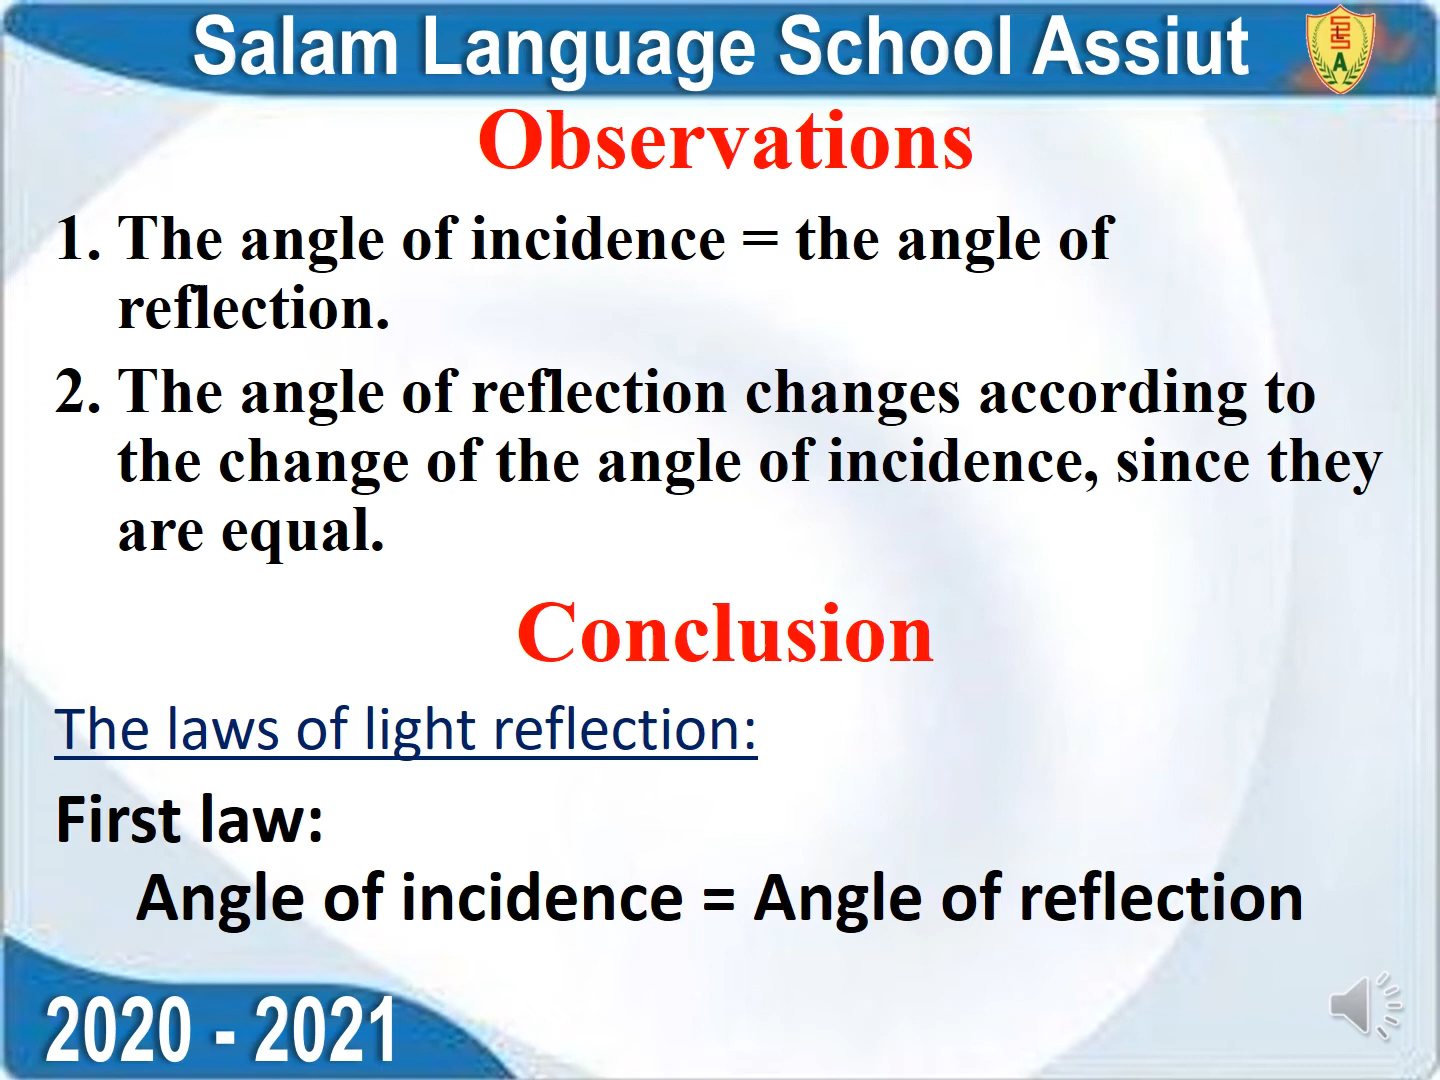 Salam Language School Assiut
Observations
1. The angle of incidence = the angle of
reflection.
2. The angle of reflection changes according to
the change of the angle of incidence, since they
are equal.
Conclusion
The laws of light reflection:
First law:
Angle of incidence = Angle of reflection
2020 - 2021